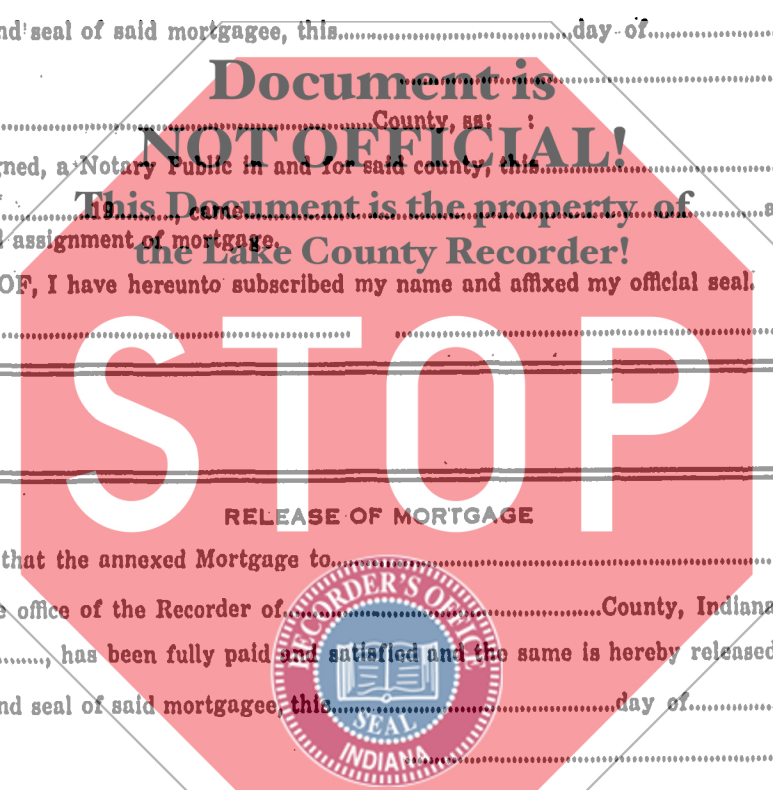 nd seal of said mortgagee, this..............................day of..............
Document is
..............................County, ss:    :
NOT OFFICIAL!
ned, a Notary Public in and for said county, this..............................
This Document is the property of
19........, came..............................a
the Lake County Recorder!
assignment of mortgage.
OF, I have hereunto subscribed my name and affixed my official seal.
STOP
RELEASE OF MORTGAGE
that the annexed Mortgage to..............................
e office of the Recorder of..............................County, Indiana
........, has been fully paid and satisfied and the same is hereby released
nd seal of said mortgagee, this..............................day of..............
RECORDER'S OFFICE
SEAL
INDIANA